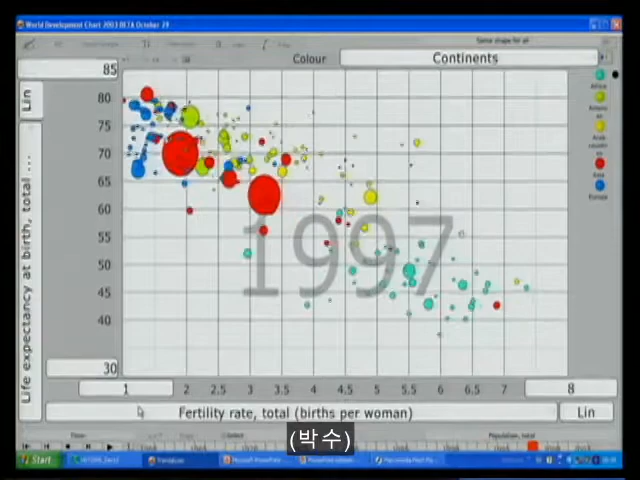 World Development Chart 2003 BETA October 29
Colour
Continents
85
Lin
80
75
70
65
60
55
50
45
40
30
Life expectancy at birth, total ...
1997
Africa
Asia
Europe
1
2
2.5
3
3.5
4
4.5
5
5.5
6
6.5
7
8
Fertility rate, total (births per woman)
Lin
(박수)
Population, total
Start